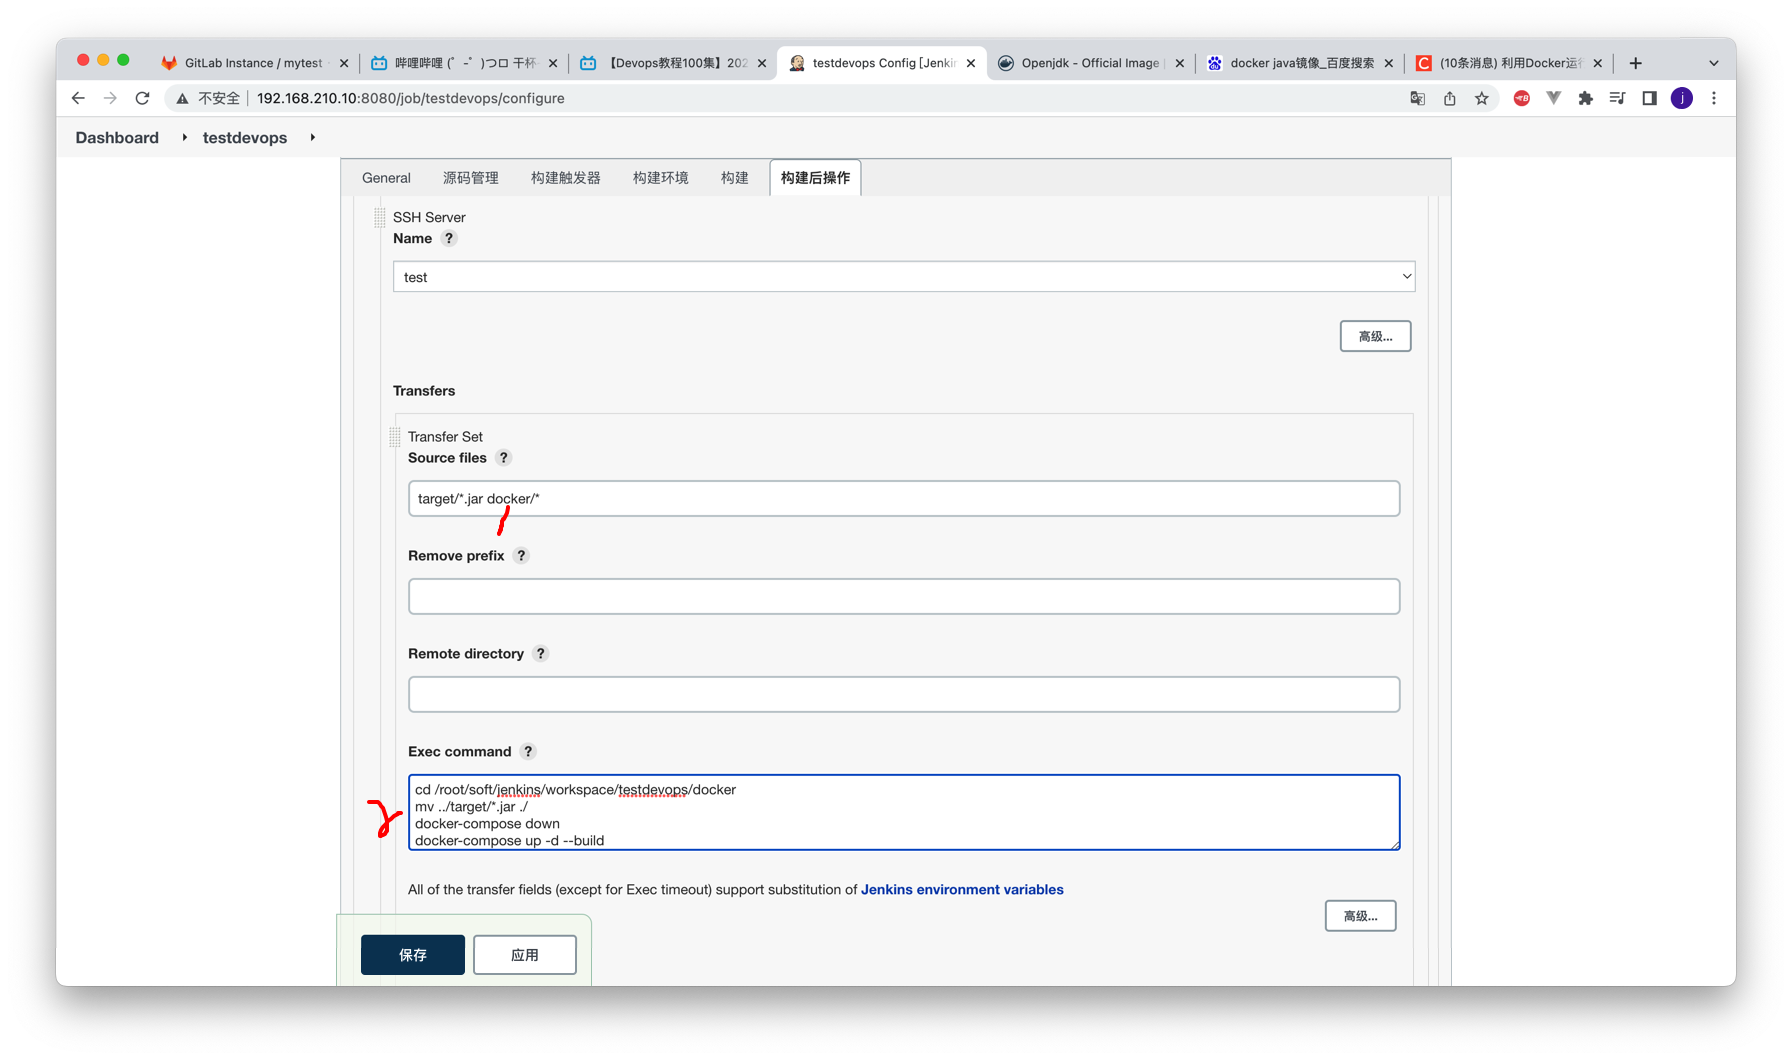 GitLab Instance / mytest
哔哩哔哩 (゜-゜)つロ 干杯
【Devops教程100集】202
testdevops Config [Jenkin
Openjdk - Official Image
docker java镜像_百度搜索
(10条消息) 利用Docker运行
不安全
192.168.210.10:8080/job/testdevops/configure
j
Dashboard
testdevops
General
源码管理
构建触发器
构建环境
构建
构建后操作
SSH Server
Name ?
test
高级...
Transfers
Transfer Set
Source files ?
target/*.jar docker/*
1
Remove prefix ?
Remote directory ?
Exec command ?
2
cd /root/soft/jenkins/workspace/testdevops/docker
mv ../target/*.jar ./
docker-compose down
docker-compose up -d --build
All of the transfer fields (except for Exec timeout) support substitution of Jenkins environment variables
高级...
保存
应用